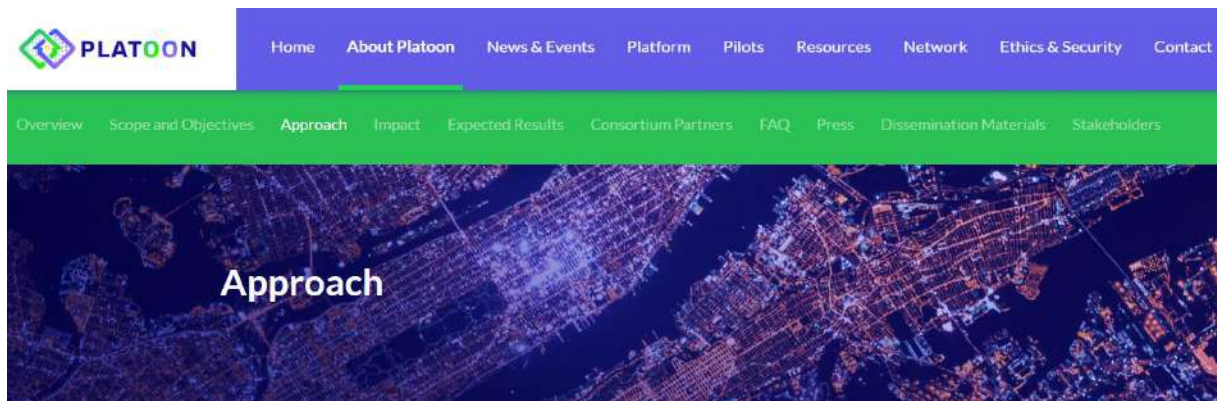 PLATOON Home About Platoon News & Events Platform Pilots Resources Network Ethics & Security Contact
Overview Scope and Objectives Approach Impact Expected Results Consortium Partners FAQ Press Dissemination Materials Stakeholders
Approach